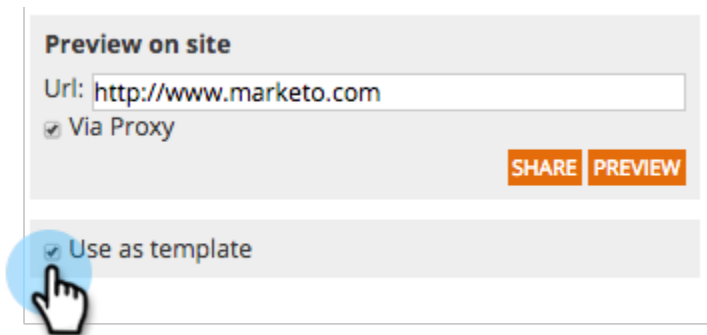 Preview on site
Url: http://www.marketo.com
Via Proxy
SHARE PREVIEW
Use as template